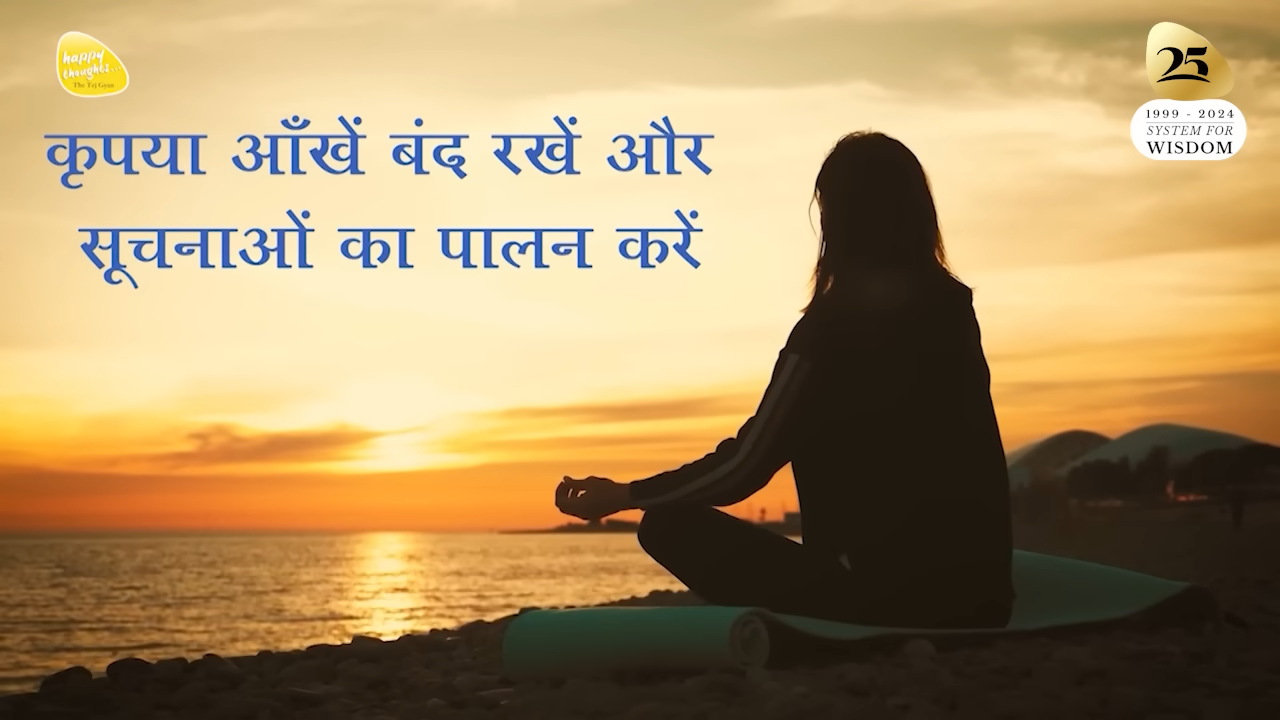 happy
thoughts...
The Tej Gyan
25
1999 - 2024
SYSTEM FOR
WISDOM
कृपया आँखें बंद रखें और
सूचनाओं का पालन करें